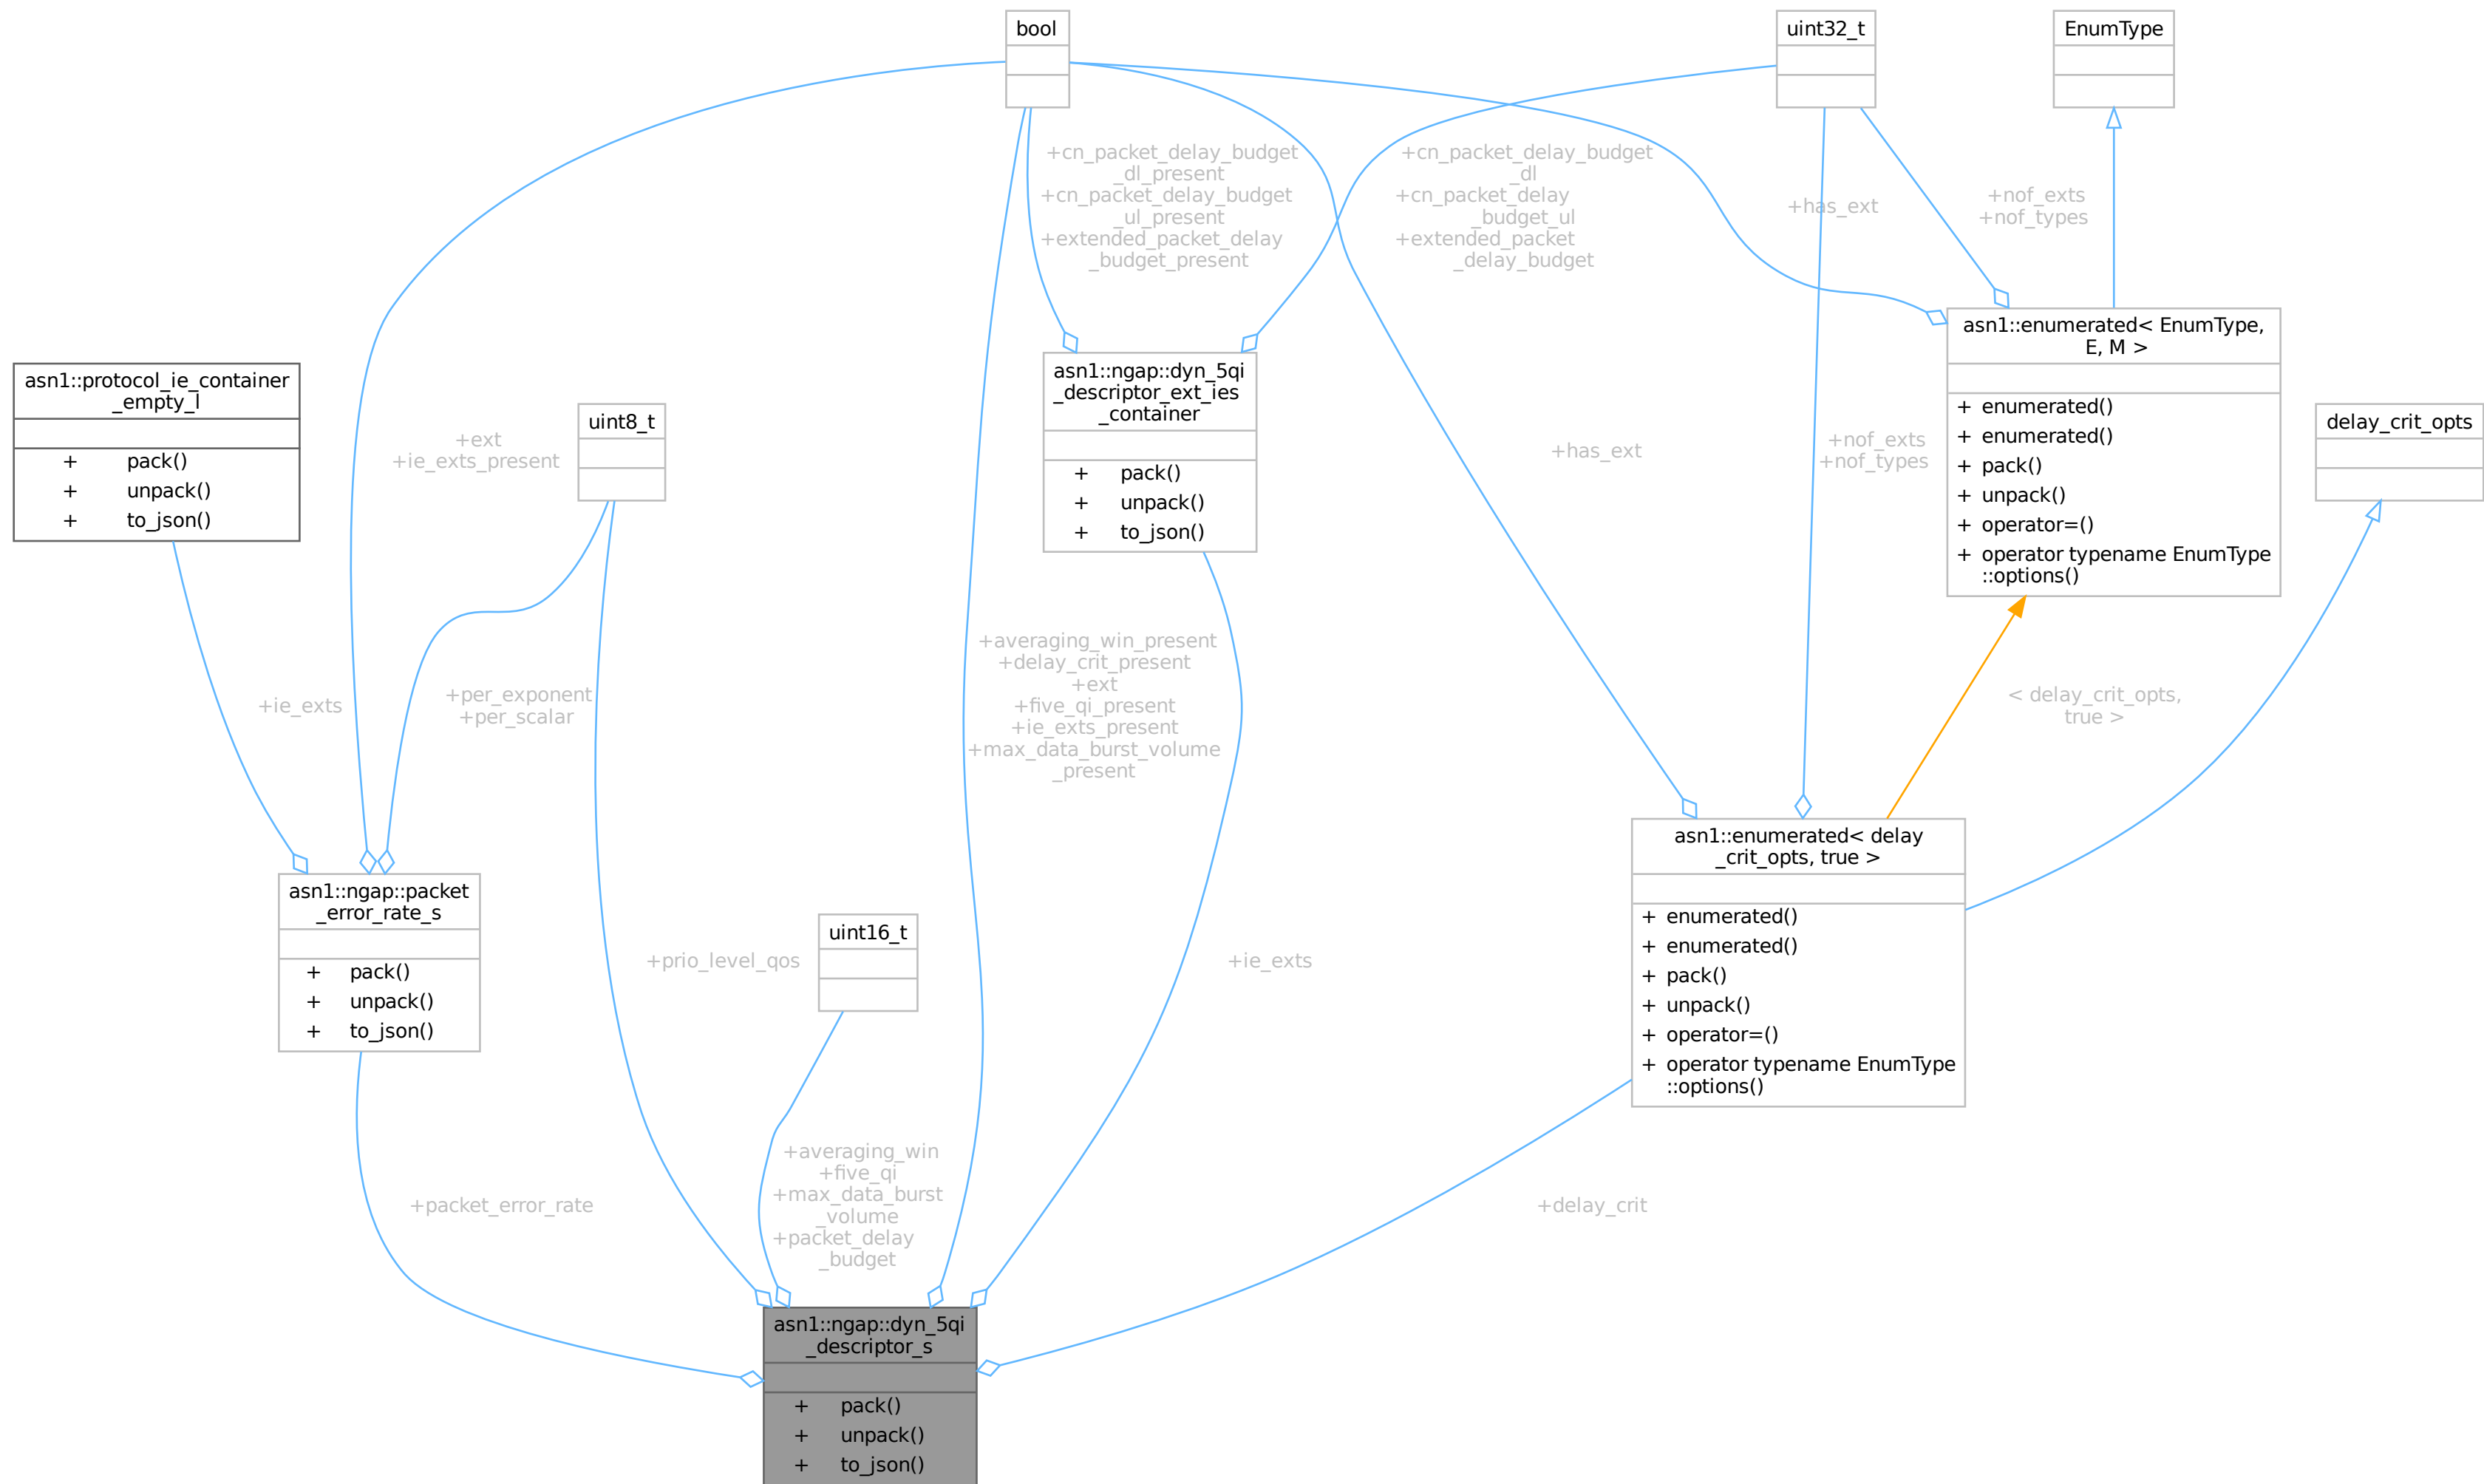 bool
uint32_t
EnumType
+cn_packet_delay_budget
_dl_present
+cn_packet_delay_budget
_ul_present
+extended_packet_delay
_budget_present
+cn_packet_delay_budget
_dl
+cn_packet_delay
_budget_ul
+extended_packet
_delay_budget
+has_ext
+nof_exts
+nof_types
asn1::enumerated< EnumType,
E, M >
+ enumerated()
+ enumerated()
+ pack()
+ unpack()
+ operator=()
+ operator typename EnumType
::options()
asn1::protocol_ie_container
_empty_l
+ pack()
+ unpack()
+ to_json()
+ext
+ie_exts_present
uint8_t
asn1::ngap::dyn_5qi
_descriptor_ext_ies
_container
+ pack()
+ unpack()
+ to_json()
+has_ext
+nof_exts
+nof_types
delay_crit_opts
+ie_exts
+per_exponent
+per_scalar
+averaging_win_present
+delay_crit_present
+ext
+five_qi_present
+ie_exts_present
+max_data_burst_volume
_present
< delay_crit_opts,
true >
asn1::ngap::packet
_error_rate_s
+ pack()
+ unpack()
+ to_json()
+prio_level_qos
uint16_t
+ie_exts
asn1::enumerated< delay
_crit_opts, true >
+ enumerated()
+ enumerated()
+ pack()
+ unpack()
+ operator=()
+ operator typename EnumType
::options()
+packet_error_rate
+averaging_win
+five_qi
+max_data_burst
_volume
+packet_delay
_budget
+delay_crit
asn1::ngap::dyn_5qi
_descriptor_s
+ pack()
+ unpack()
+ to_json()